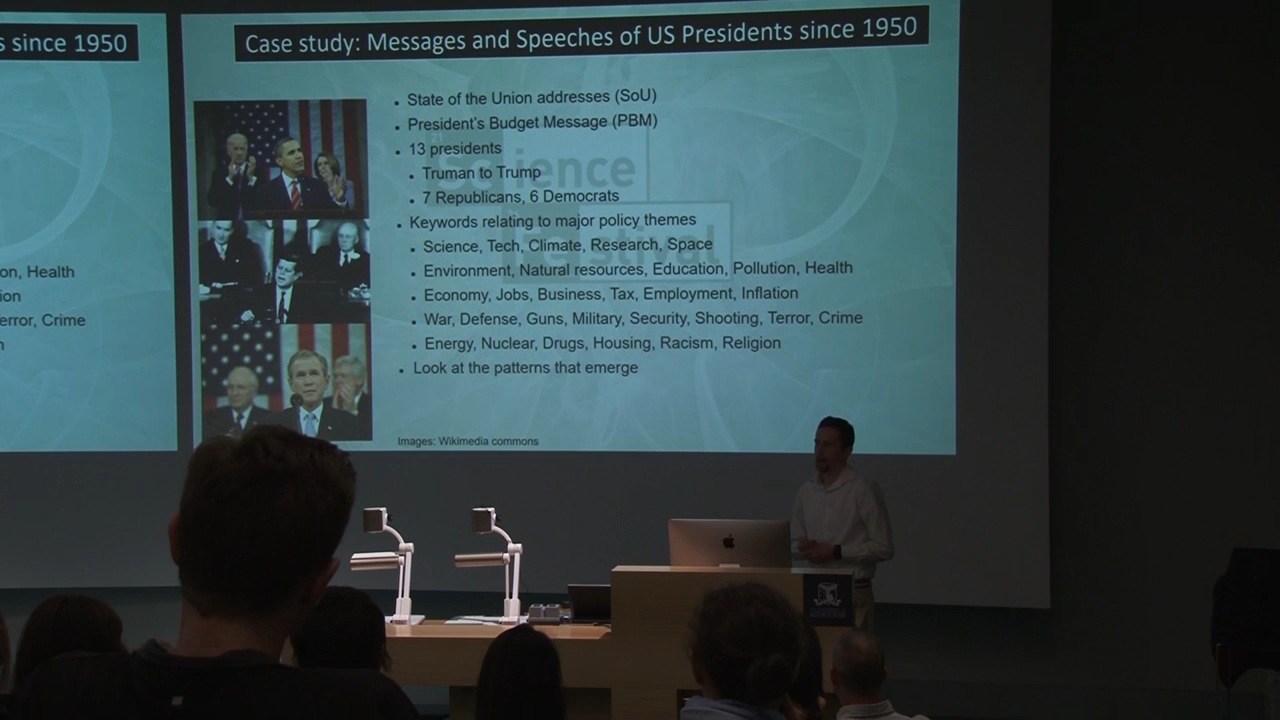 s since 1950
on, Health
ion
error, Crime
n
Case study: Messages and Speeches of US Presidents since 1950
• State of the Union addresses (SoU)
• President's Budget Message (PBM)
• 13 presidents
• Truman to Trump
• 7 Republicans, 6 Democrats
• Keywords relating to major policy themes
• Science, Tech, Climate, Research, Space
• Environment, Natural resources, Education, Pollution, Health
• Economy, Jobs, Business, Tax, Employment, Inflation
• War, Defense, Guns, Military, Security, Shooting, Terror, Crime
• Energy, Nuclear, Drugs, Housing, Racism, Religion
• Look at the patterns that emerge
Images: Wikimedia commons
Science